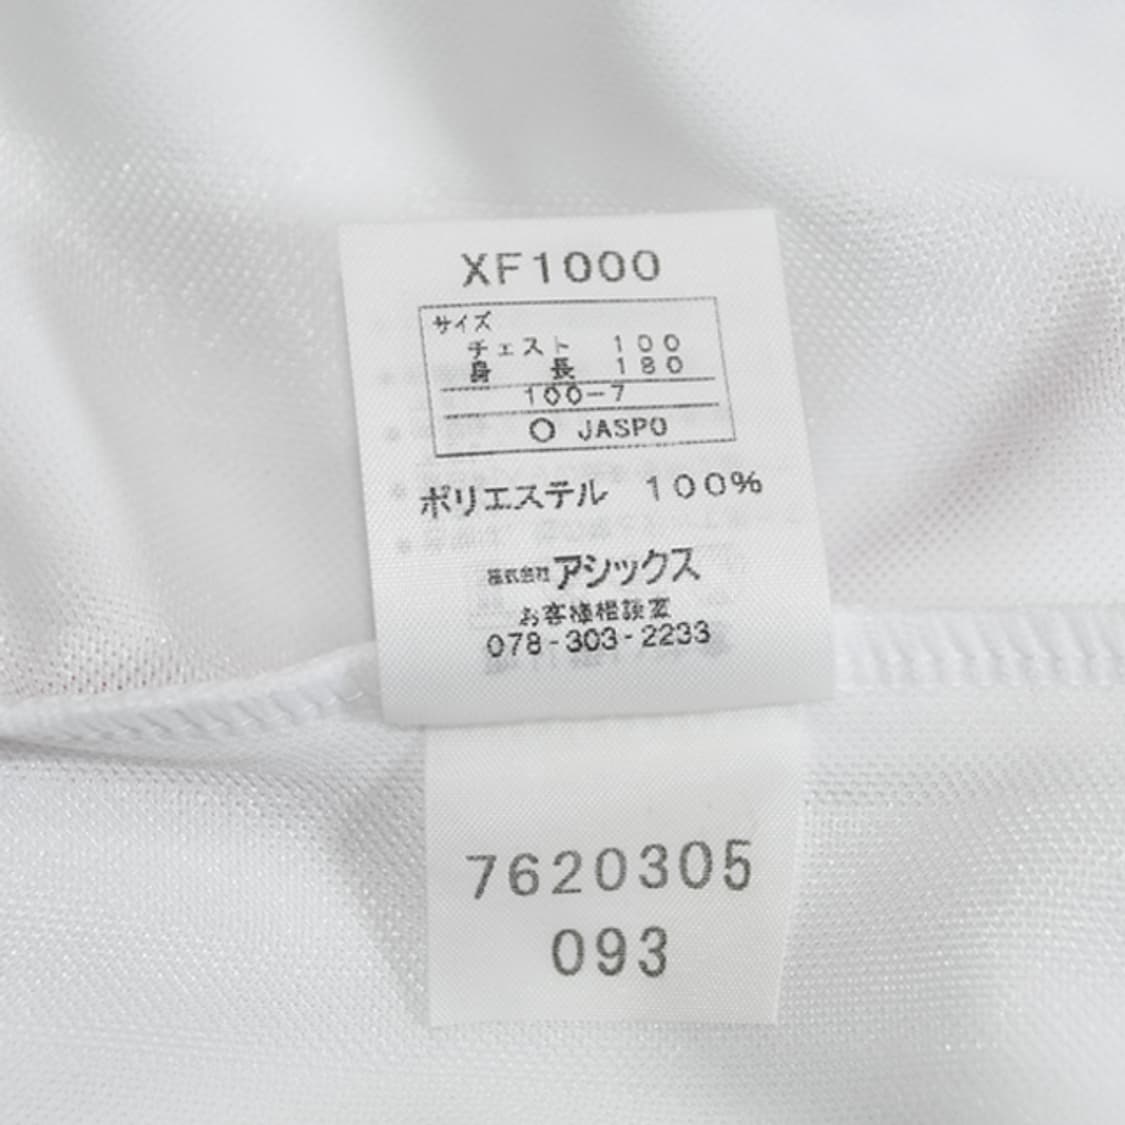 XF1000
サイズ
チェスト 100
身長 180
100-7
○ JASPO
ポリエステル 100%
株式会社アシックス
お客様相談室
078-303-2233
7620305
093